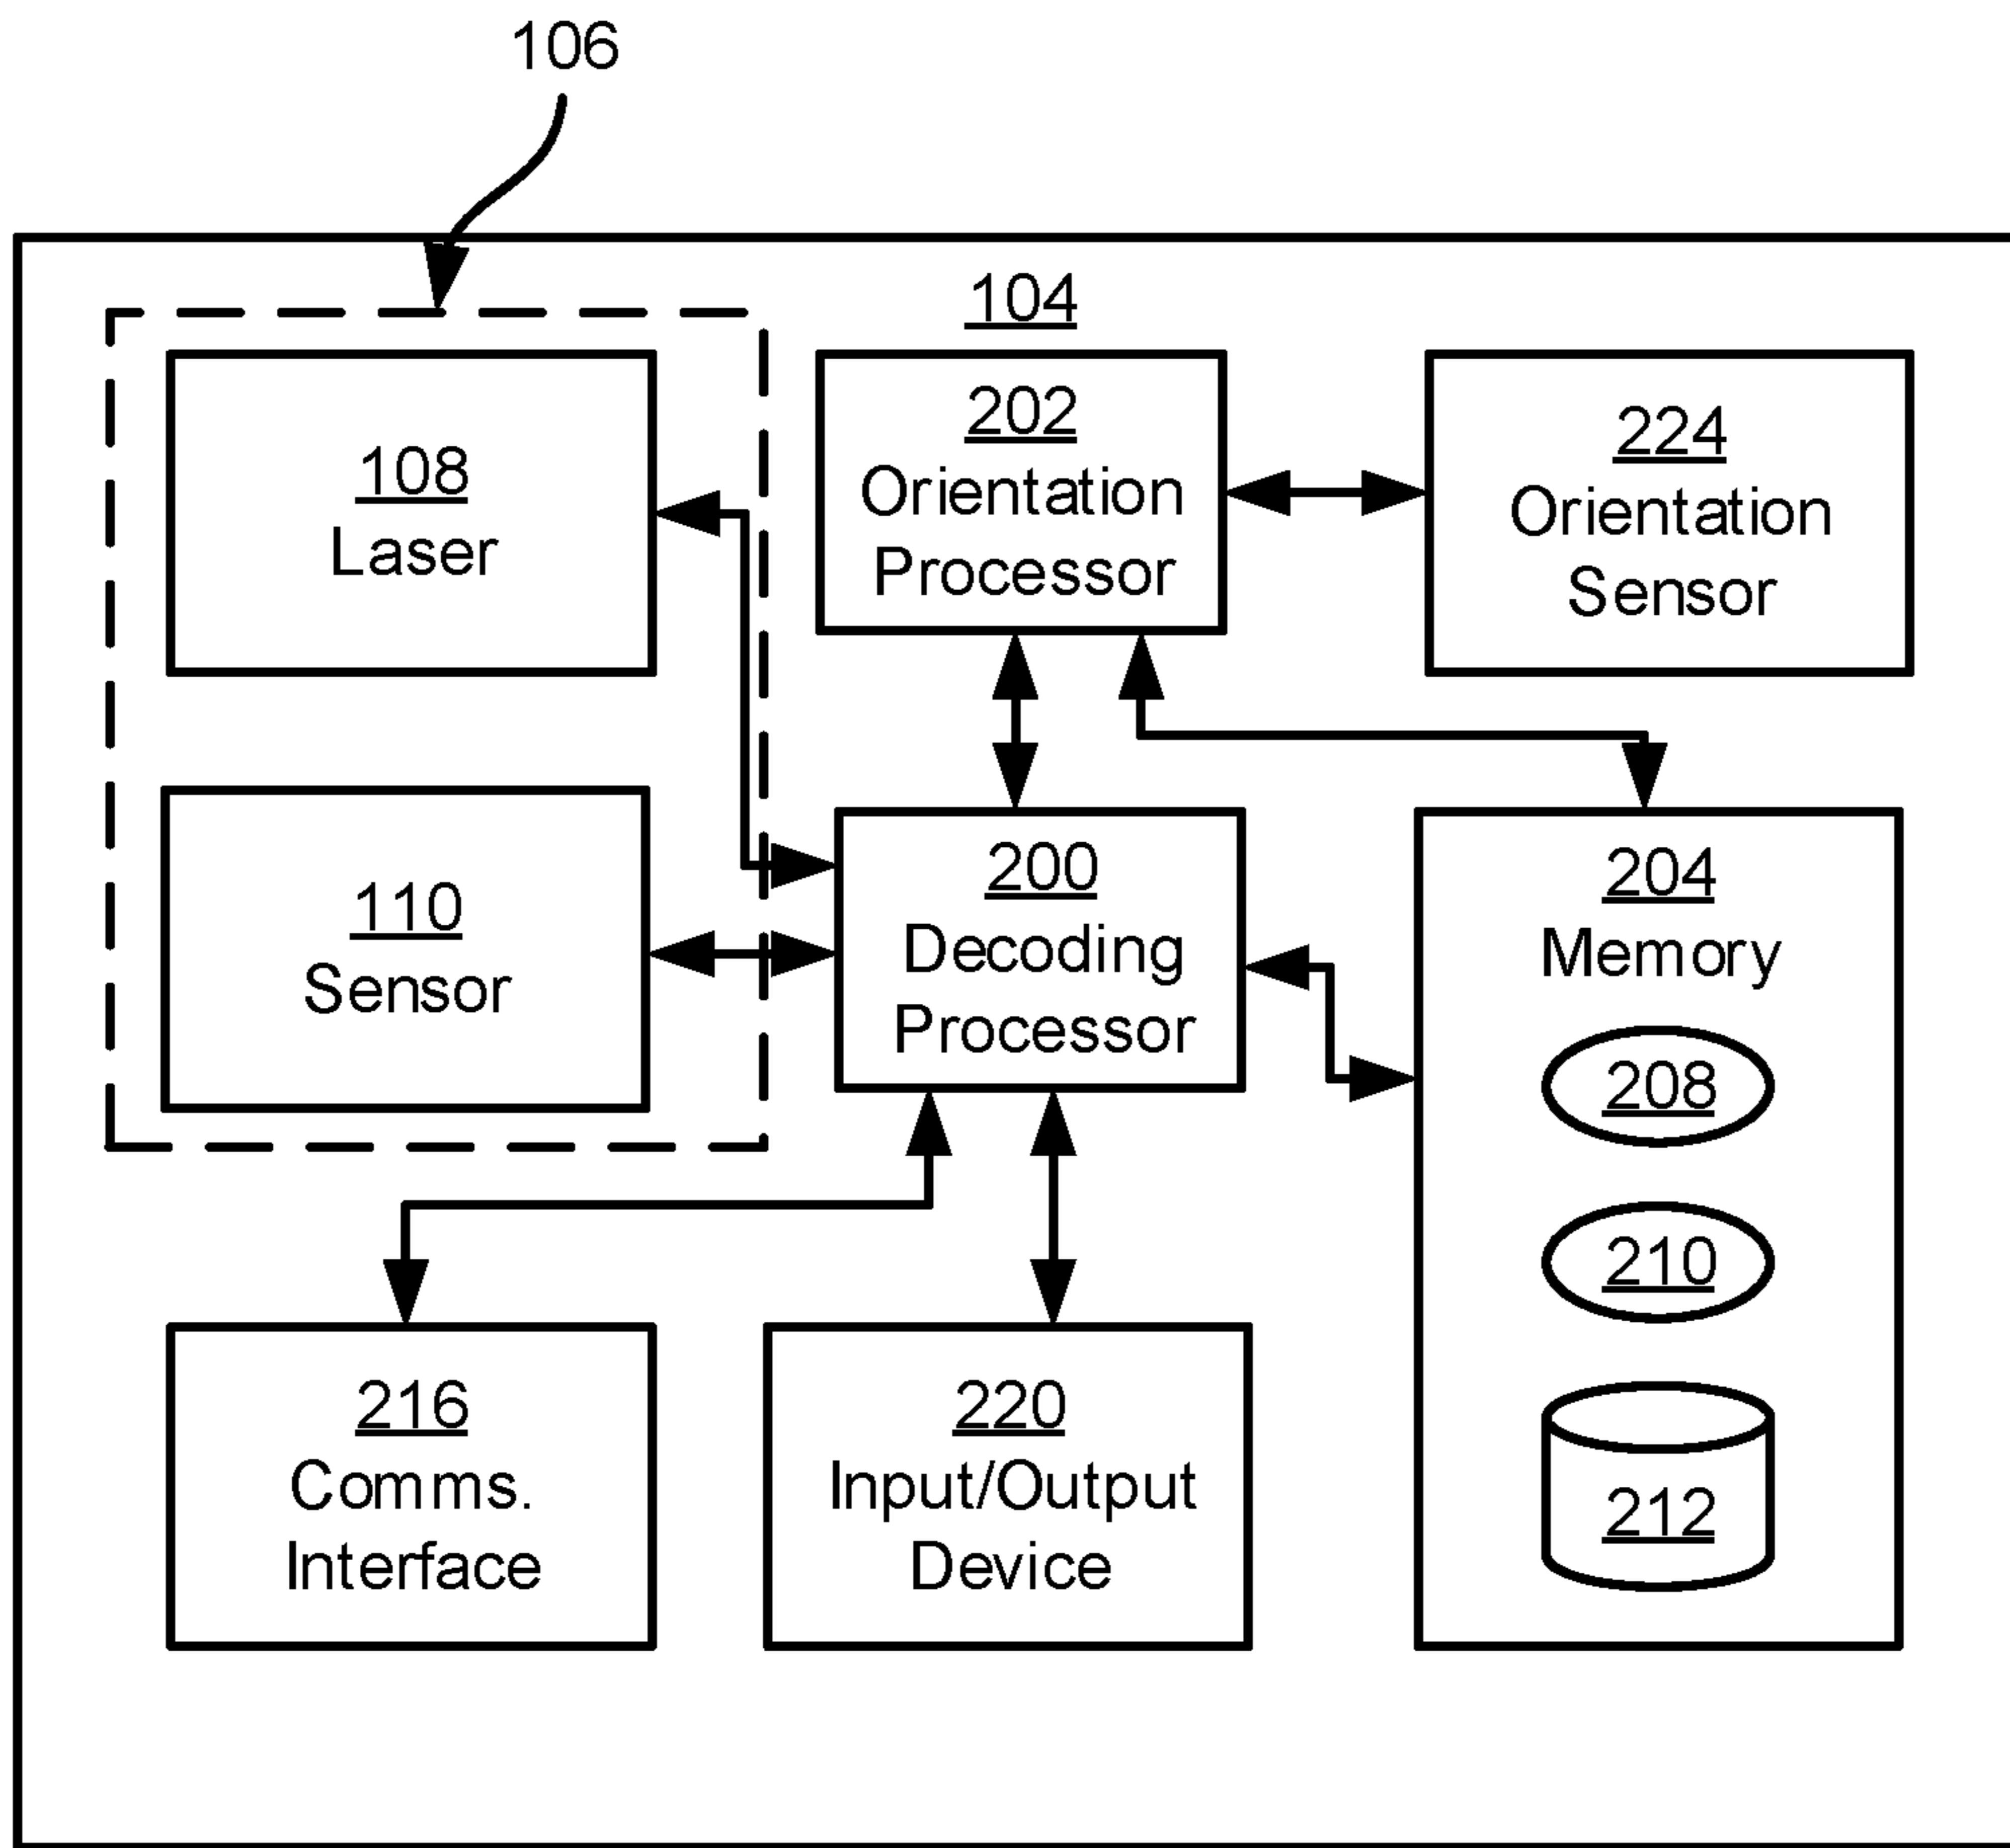 106
104
108
Laser
202
Orientation
Processor
224
Orientation
Sensor
110
Sensor
200
Decoding
Processor
204
Memory
208
210
212
216
Comms.
Interface
220
Input/Output
Device